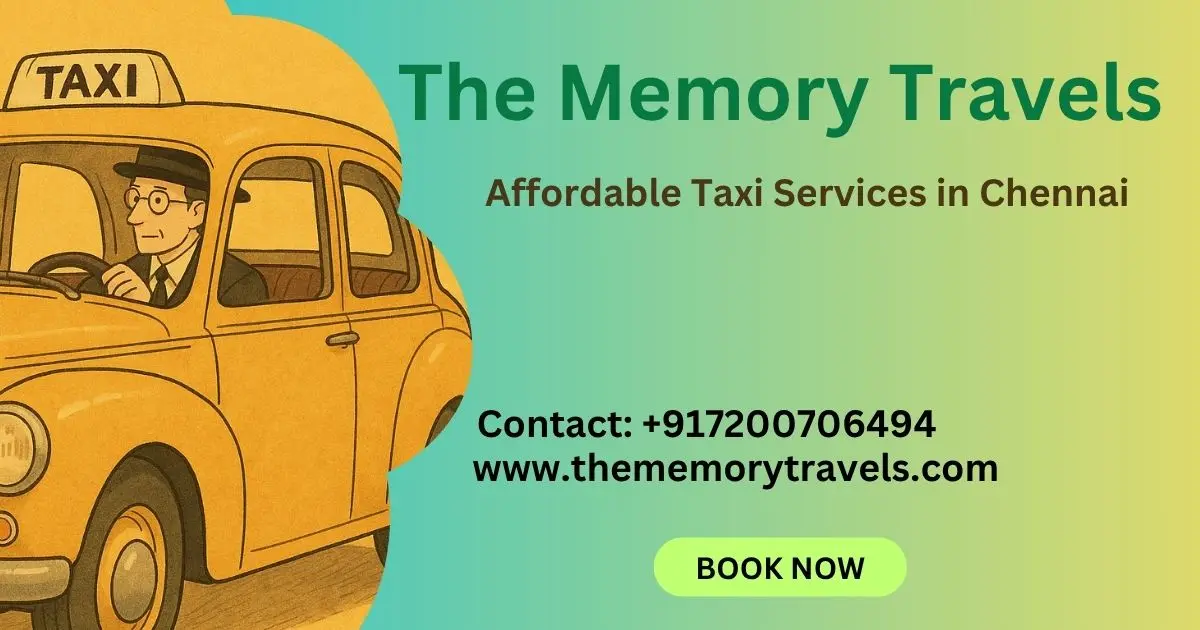 TAXI
The Memory Travels
Affordable Taxi Services in Chennai
Contact: +917200706494
www.thememorytravels.com
BOOK NOW